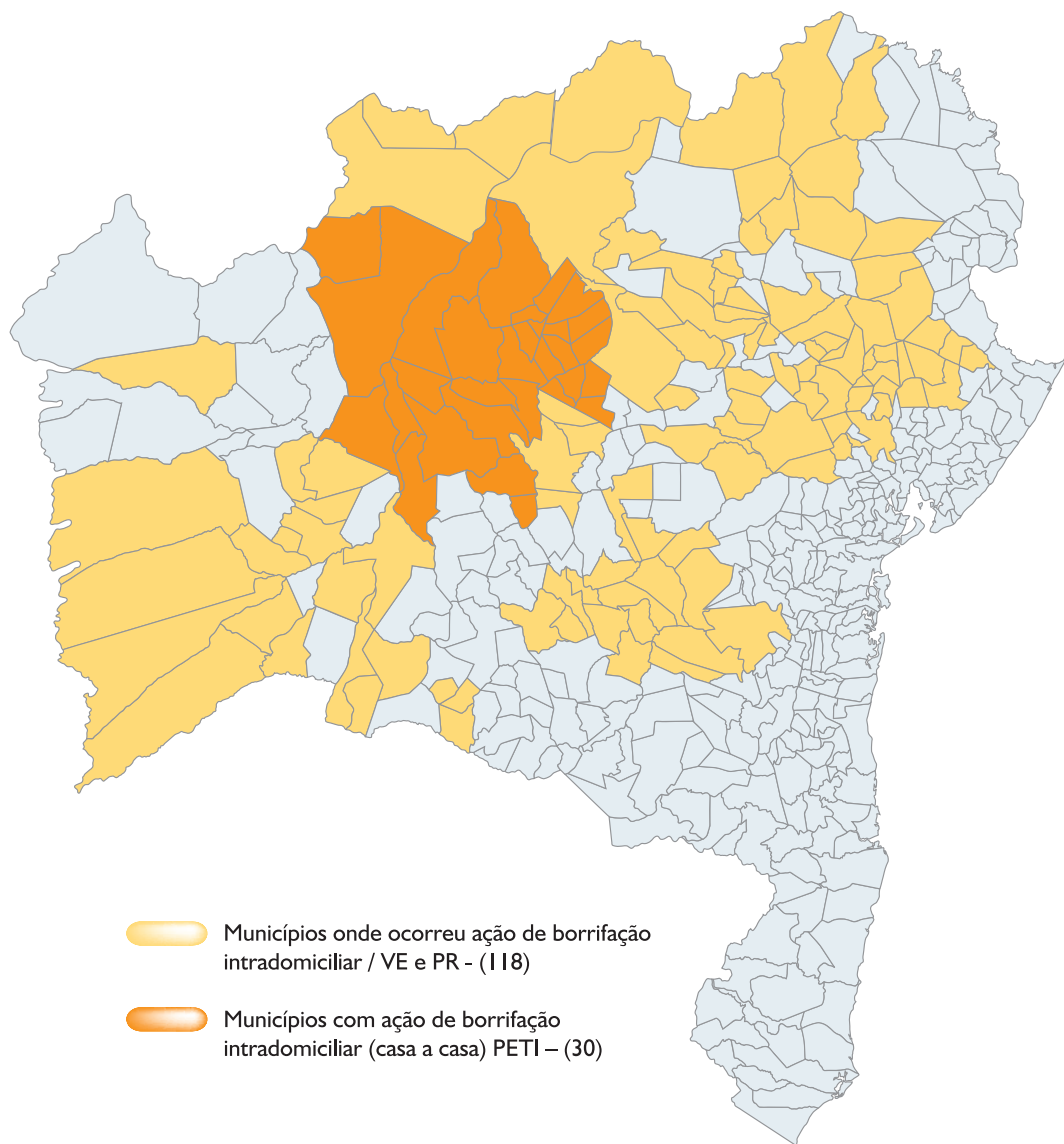 Municípios onde ocorreu ação de borrifação
intradomiciliar / VE e PR - (118)
Municípios com ação de borrifação
intradomiciliar (casa a casa) PETI – (30)